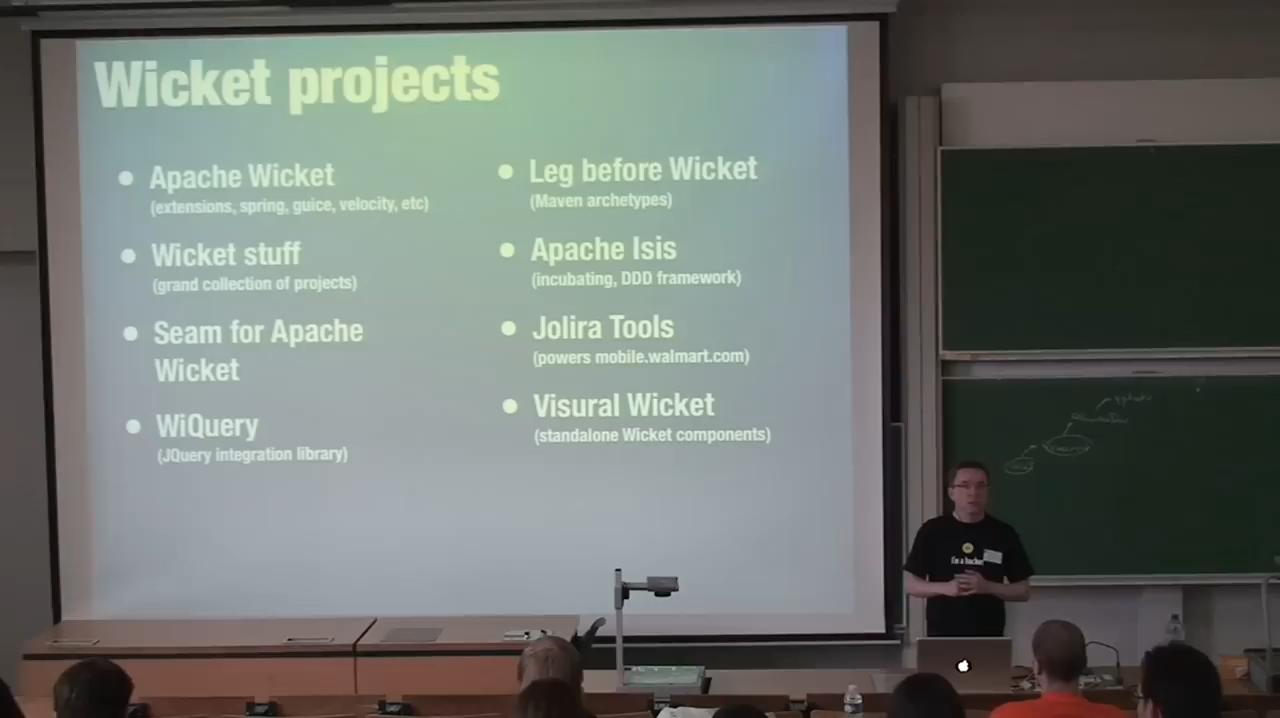 Wicket projects
Apache Wicket
(extensions, spring, guice, velocity, etc)
Wicket stuff
(grand collection of projects)
Seam for Apache
Wicket
WiQuery
(JQuery integration library)
Leg before Wicket
(Maven archetypes)
Apache Isis
(incubating, DDD framework)
Jolira Tools
(powers mobile.walmart.com)
Visural Wicket
(standalone Wicket components)
I'm a hacker